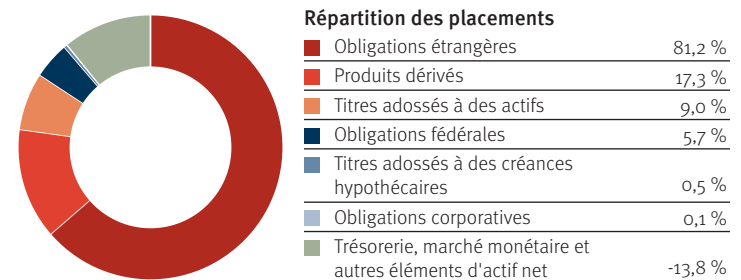 Répartition des placements
Obligations étrangères 81,2 %
Produits dérivés 17,3 %
Titres adossés à des actifs 9,0 %
Obligations fédérales 5,7 %
Titres adossés à des créances
hypothécaires 0,5 %
Obligations corporatives 0,1 %
Trésorerie, marché monétaire et
autres éléments d'actif net -13,8 %